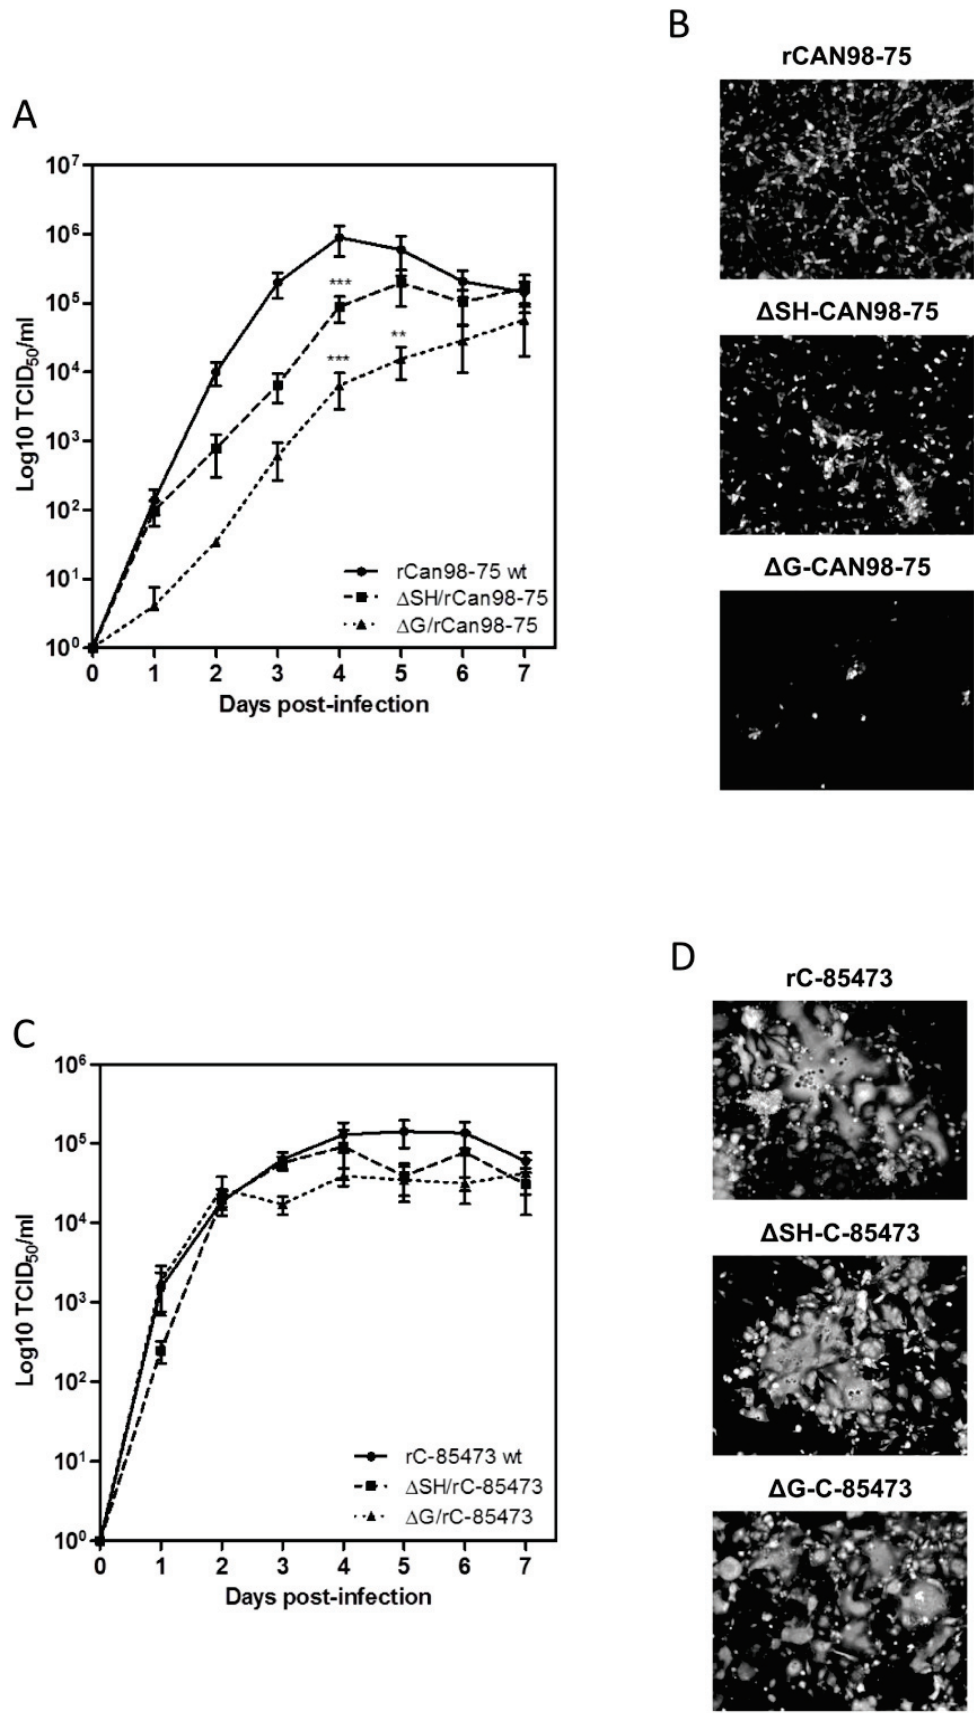 B
rCAN98-75
A
10⁷
10⁶
10⁵
10⁴
10³
10²
10¹
10⁰
Log10 TCID₅₀/ml
***
***
**
rCan98-75 wt
ΔSH/rCan98-75
ΔG/rCan98-75
0 1 2 3 4 5 6 7
Days post-infection
ΔSH-CAN98-75
ΔG-CAN98-75
D
rC-85473
C
10⁶
10⁵
10⁴
10³
10²
10¹
10⁰
Log10 TCID₅₀/ml
rC-85473 wt
ΔSH/rC-85473
ΔG/rC-85473
0 1 2 3 4 5 6 7
Days post-infection
ΔSH-C-85473
ΔG-C-85473